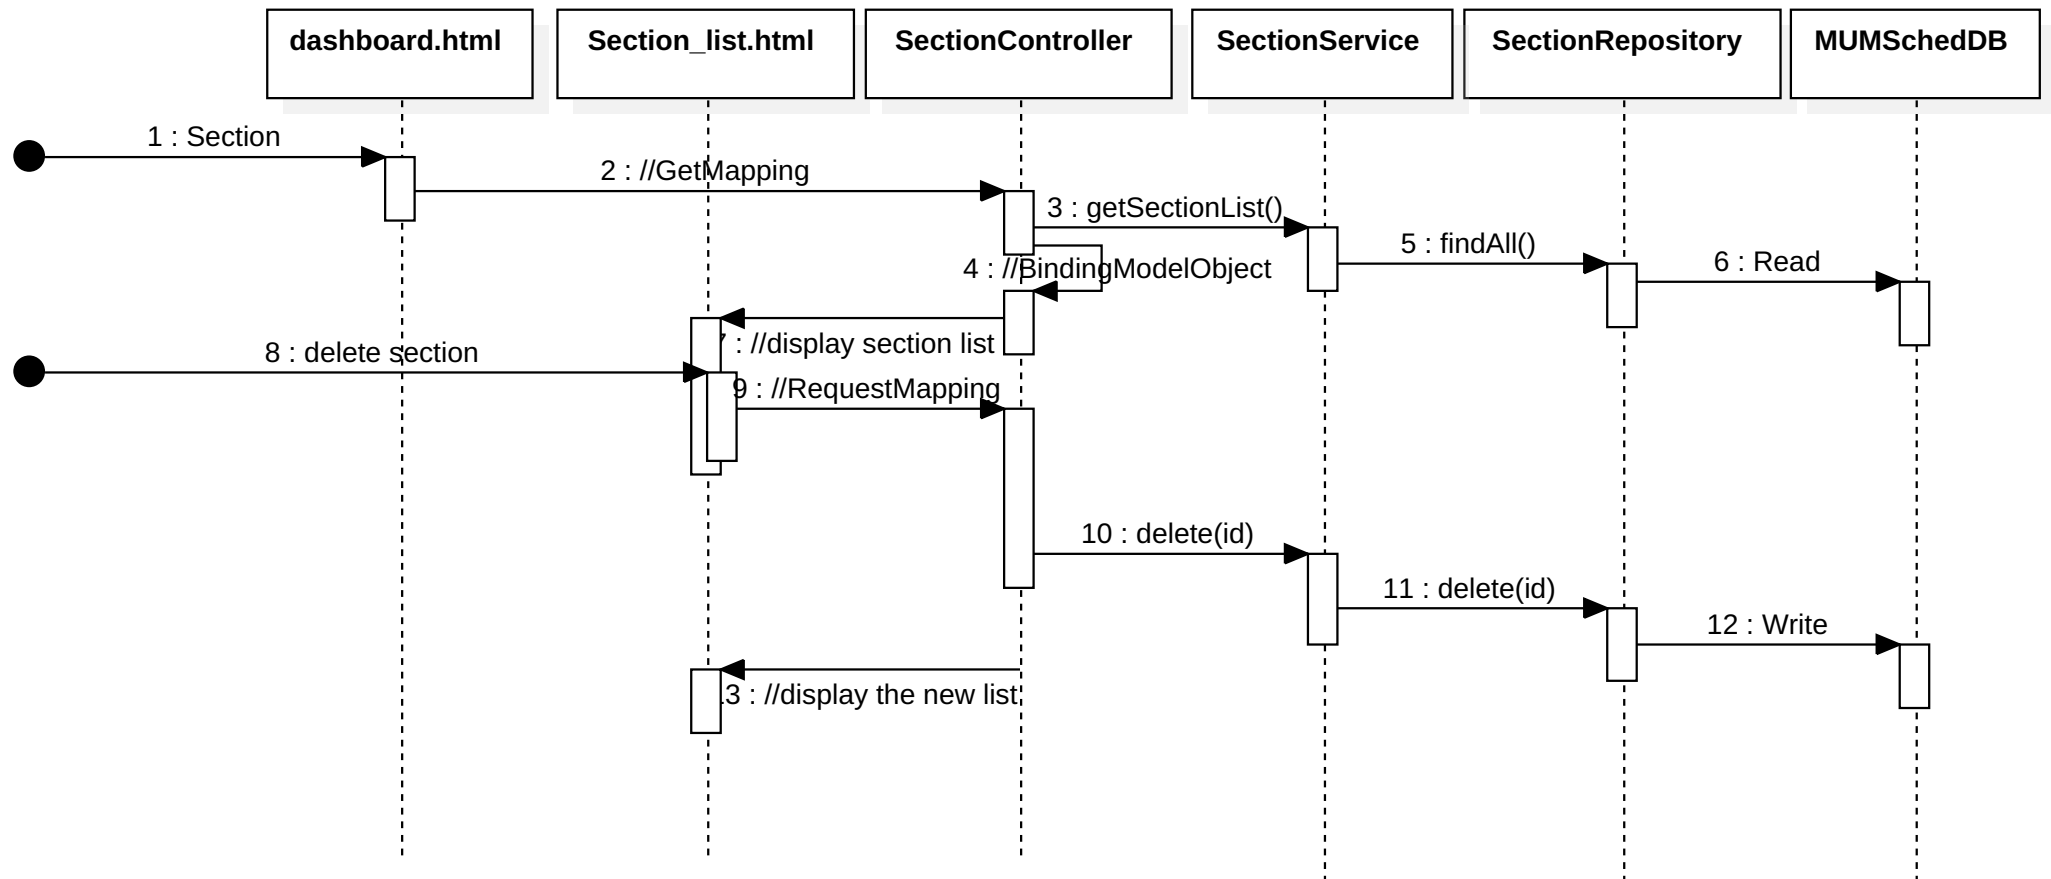 dashboard.html
Section_list.html
SectionController
SectionService
SectionRepository
MUMSchedDB
1 : Section
2 : //GetMapping
3 : getSectionList()
5 : findAll()
6 : Read
4 : //BindingModelObject
7 : //display section list
8 : delete section
9 : //RequestMapping
10 : delete(id)
11 : delete(id)
12 : Write
13 : //display the new list